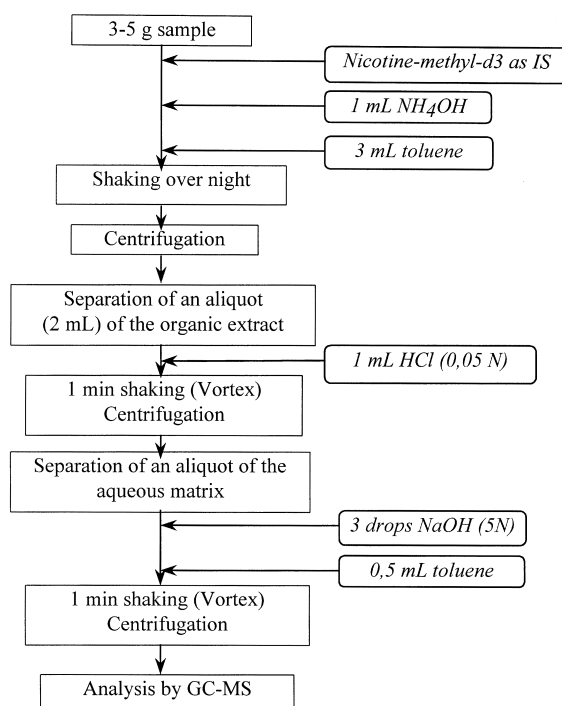 3-5 g sample
Nicotine-methyl-d3 as IS
1 mL NH4OH
3 mL toluene
Shaking over night
Centrifugation
Separation of an aliquot
(2 mL) of the organic extract
1 mL HCl (0,05 N)
1 min shaking (Vortex)
Centrifugation
Separation of an aliquot of the
aqueous matrix
3 drops NaOH (5N)
0,5 mL toluene
1 min shaking (Vortex)
Centrifugation
Analysis by GC-MS